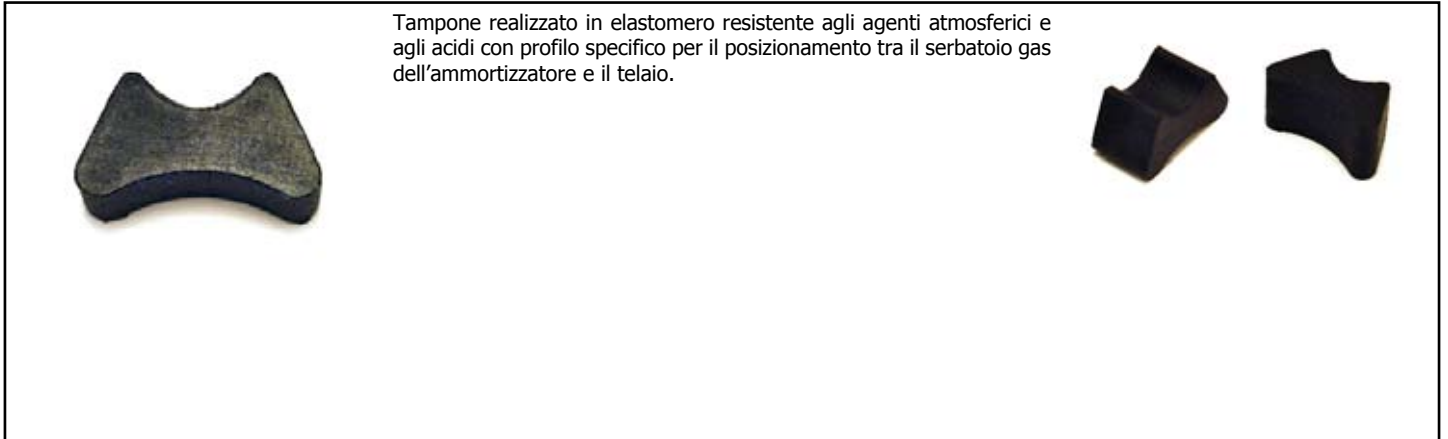 Tampone realizzato in elastomero resistente agli agenti atmosferici e
agli acidi con profilo specifico per il posizionamento tra il serbatoio gas
dell’ammortizzatore e il telaio.